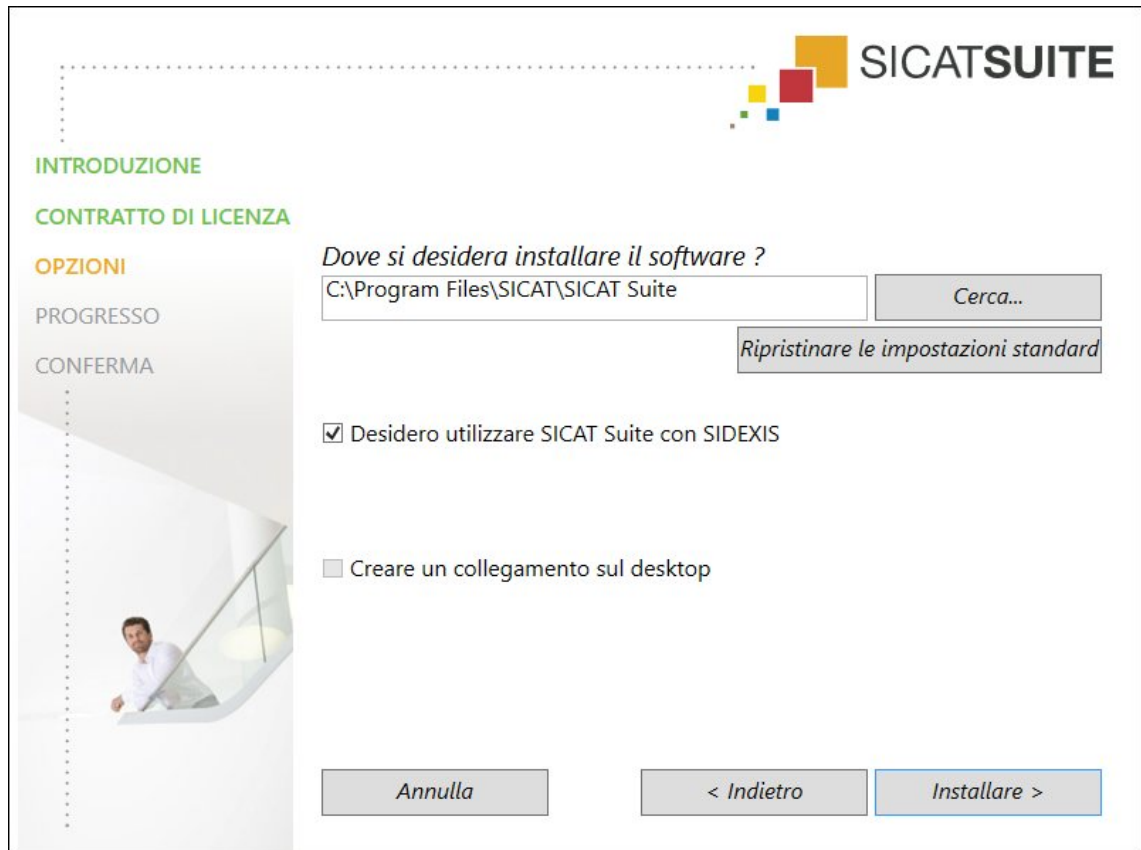 SICATSUITE
INTRODUZIONE
CONTRATTO DI LICENZA
OPZIONI
PROGRESSO
CONFERMA
Dove si desidera installare il software ?
C:\Program Files\SICAT\SICAT Suite
Cerca...
Ripristinare le impostazioni standard
Desidero utilizzare SICAT Suite con SIDEXIS
Creare un collegamento sul desktop
Annulla
< Indietro
Installare >